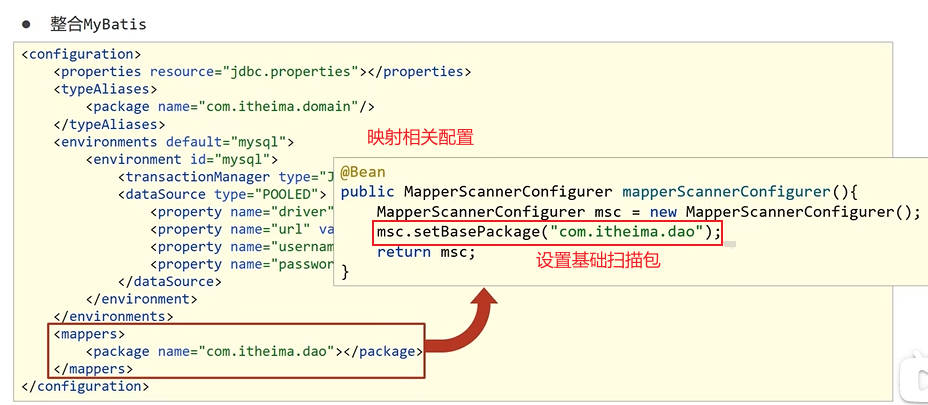 ● 整合MyBatis
<configuration>
<properties resource="jdbc.properties"></properties>
<typeAliases>
<package name="com.itheima.domain"/>
</typeAliases>
<environments default="mysql">
<environment id="mysql">
<transactionManager type="J
<dataSource type="POOLED">
<property name="driver"
<property name="url" va
<property name="usernam
<property name="passwor
</dataSource>
</environment>
</environments>
<mappers>
<package name="com.itheima.dao"></package>
</mappers>
</configuration>
映射相关配置
@Bean
public MapperScannerConfigurer mapperScannerConfigurer(){
MapperScannerConfigurer msc = new MapperScannerConfigurer();
msc.setBasePackage("com.itheima.dao");
设置基础扫描包
return msc;
}